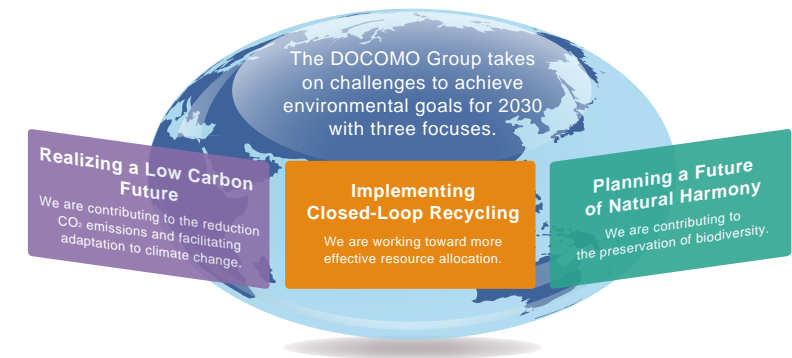 The DOCOMO Group takes
on challenges to achieve
environmental goals for 2030
with three focuses.
Realizing a Low Carbon
Future
We are contributing to the reduction
CO₂ emissions and facilitating
adaptation to climate change.
Implementing
Closed-Loop Recycling
We are working toward more
effective resource allocation.
Planning a Future
of Natural Harmony
We are contributing to
the preservation of biodiversity.